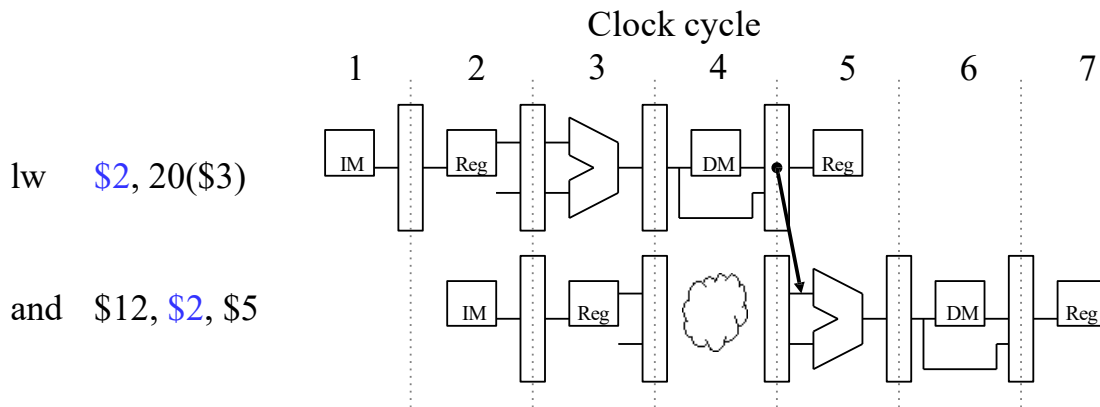 Clock cycle
1 2 3 4 5 6 7
IM Reg DM Reg
lw $2, 20($3)
IM Reg DM Reg
and $12, $2, $5